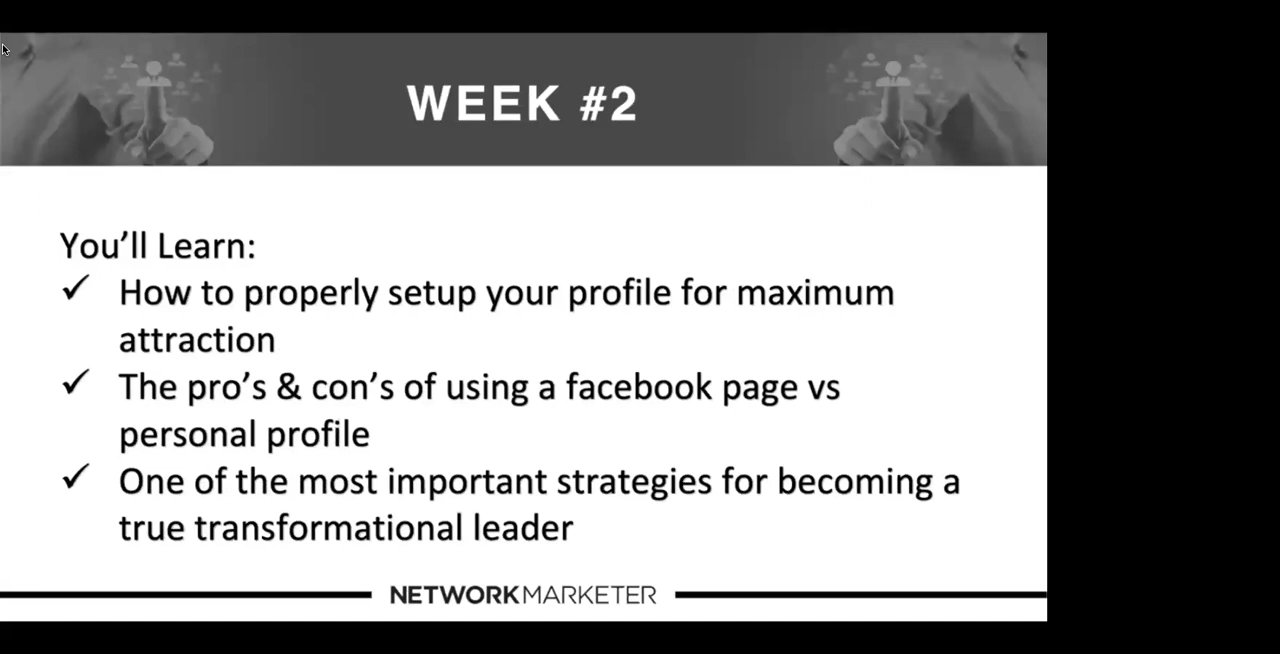 WEEK #2
You’ll Learn:
✓ How to properly setup your profile for maximum
attraction
✓ The pro’s & con’s of using a facebook page vs
personal profile
✓ One of the most important strategies for becoming a
true transformational leader
NETWORKMARKETER